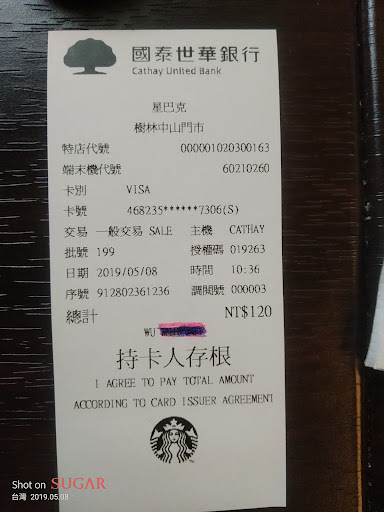 國泰世華銀行
Cathay United Bank
星巴克
樹林中山門市
特店代號 000001020300163
端末機代號 60210260
卡別 VISA
卡號 468235******7306(S)
交易 一般交易 SALE 主機 CATHAY
批號 199 授權碼 019263
日期 2019/05/08 時間 10:36
序號 912802361236 調閱號 000003
總計 NT$120
WU
持卡人存根
I AGREE TO PAY TOTAL AMOUNT
ACCORDING TO CARD ISSUER AGREEMENT
Shot on SUGAR
台灣 2019.05.08